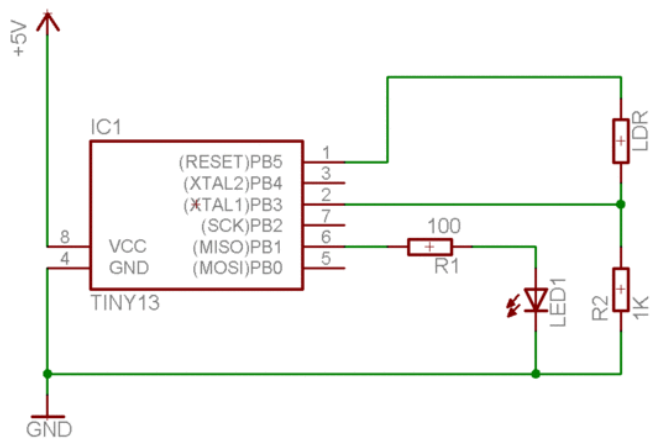 +5V
IC1
(RESET)PB5 1
(XTAL2)PB4 3
(XTAL1)PB3 2
(SCK)PB2 7
8 VCC (MISO)PB1 6
4 GND (MOSI)PB0 5
TINY13
LDR
100
R1
LED1
R2
1K
GND